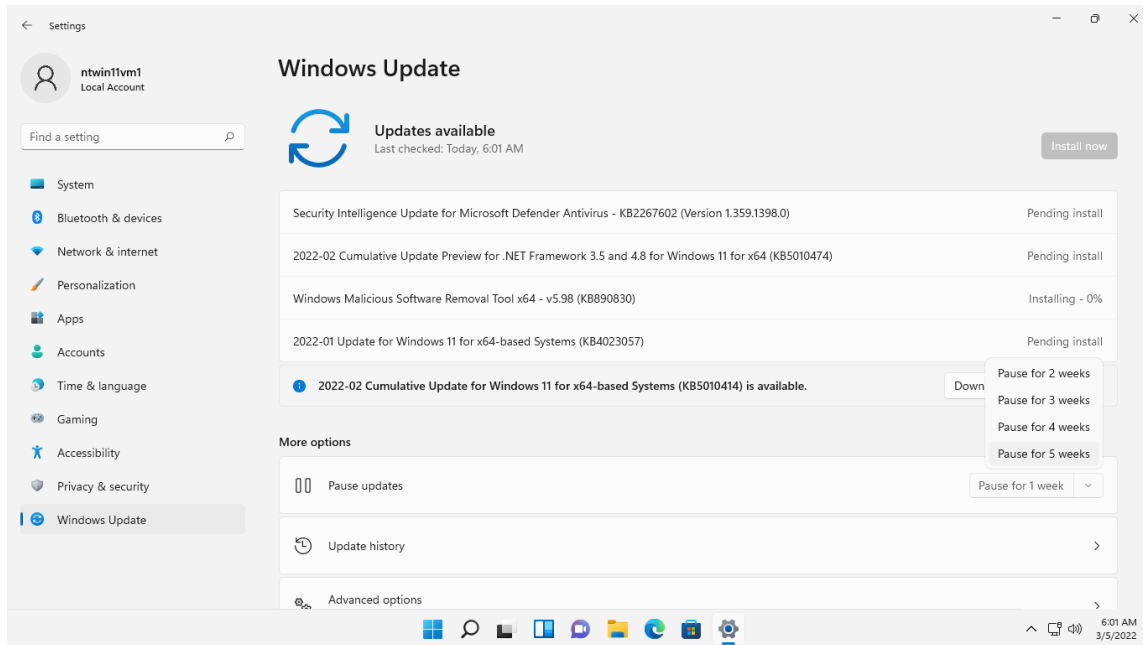 Settings
ntwin11vm1
Local Account
Find a setting
System
Bluetooth & devices
Network & internet
Personalization
Apps
Accounts
Time & language
Gaming
Accessibility
Privacy & security
Windows Update
Windows Update
Updates available
Last checked: Today, 6:01 AM
Install now
Security Intelligence Update for Microsoft Defender Antivirus - KB2267602 (Version 1.359.1398.0) Pending install
2022-02 Cumulative Update Preview for .NET Framework 3.5 and 4.8 for Windows 11 for x64 (KB5010474) Pending install
Windows Malicious Software Removal Tool x64 - v5.98 (KB890830) Installing - 0%
2022-01 Update for Windows 11 for x64-based Systems (KB4023057) Pending install
2022-02 Cumulative Update for Windows 11 for x64-based Systems (KB5010414) is available. Down
Pause for 2 weeks
Pause for 3 weeks
Pause for 4 weeks
Pause for 5 weeks
More options
Pause updates Pause for 1 week
Update history
Advanced options
6:01 AM
3/5/2022